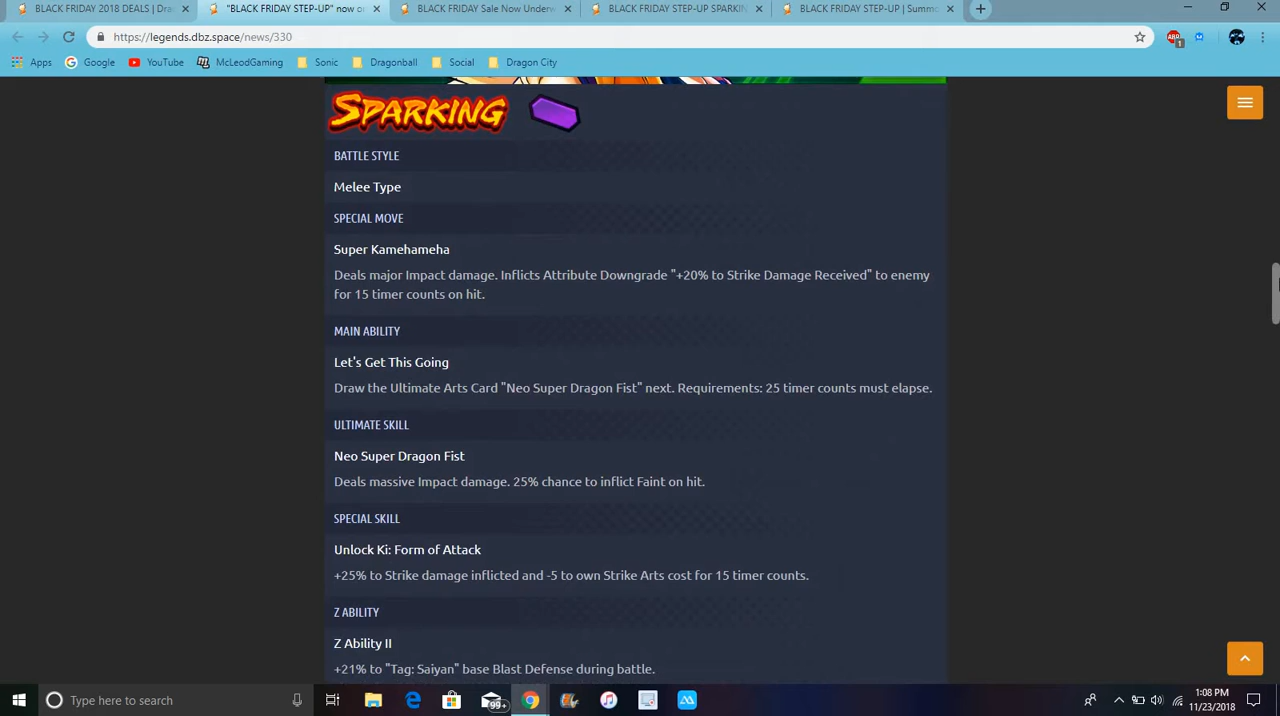 BLACK FRIDAY 2018 DEALS | Dra
"BLACK FRIDAY STEP-UP" now o
BLACK FRIDAY Sale Now Underw
BLACK FRIDAY STEP-UP SPARKIN
BLACK FRIDAY STEP-UP | Summo
https://legends.dbz.space/news/330
ABP
1
Apps
Google
YouTube
McLeodGaming
Sonic
Dragonball
Social
Dragon City
SPARKING
BATTLE STYLE
Melee Type
SPECIAL MOVE
Super Kamehameha
Deals major Impact damage. Inflicts Attribute Downgrade "+20% to Strike Damage Received" to enemy
for 15 timer counts on hit.
MAIN ABILITY
Let's Get This Going
Draw the Ultimate Arts Card "Neo Super Dragon Fist" next. Requirements: 25 timer counts must elapse.
ULTIMATE SKILL
Neo Super Dragon Fist
Deals massive Impact damage. 25% chance to inflict Faint on hit.
SPECIAL SKILL
Unlock Ki: Form of Attack
+25% to Strike damage inflicted and -5 to own Strike Arts cost for 15 timer counts.
Z ABILITY
Z Ability II
+21% to "Tag: Saiyan" base Blast Defense during battle.
Type here to search
99+
1:08 PM
11/23/2018